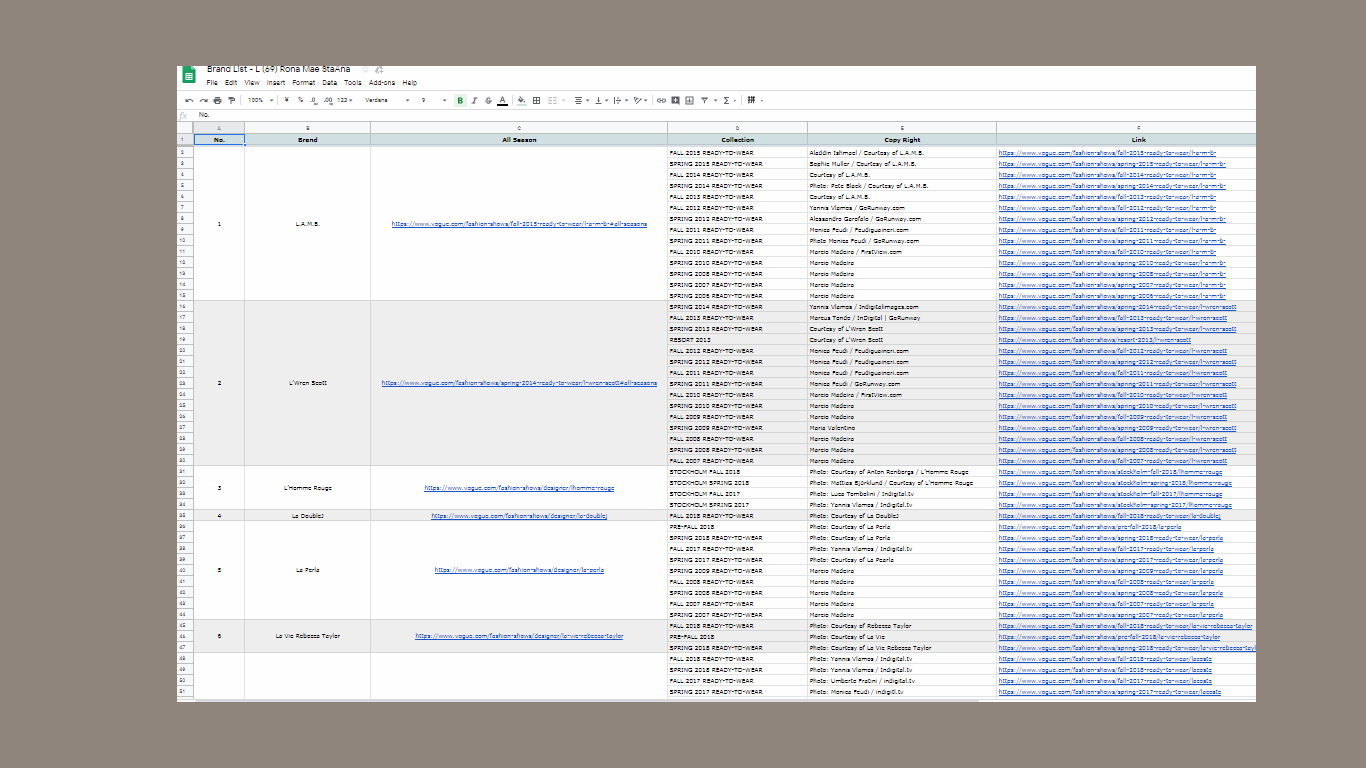 Brand List - L (69) Rona Mae StaAna
File Edit View Insert Format Data Tools Add-ons Help
100% ¥ % .0 .00 123 Verdana 9 B I S A
fx No.
A B C D E F
1 No. Brand All Season Collection Copy Right Link
2 FALL 2015 READY-TO-WEAR Aladdin Ishmael / Courtesy of L.A.M.B. https://www.vogue.com/fashion-shows/fall-2015-ready-to-wear/l-a-m-b-
3 SPRING 2015 READY-TO-WEAR Sophie Muller / Courtesy of L.A.M.B. https://www.vogue.com/fashion-shows/spring-2015-ready-to-wear/l-a-m-b-
4 FALL 2014 READY-TO-WEAR Courtesy of L.A.M.B. https://www.vogue.com/fashion-shows/fall-2014-ready-to-wear/l-a-m-b-
5 SPRING 2014 READY-TO-WEAR Photo: Pete Black / Courtesy of L.A.M.B. https://www.vogue.com/fashion-shows/spring-2014-ready-to-wear/l-a-m-b-
6 FALL 2013 READY-TO-WEAR Courtesy of L.A.M.B. https://www.vogue.com/fashion-shows/fall-2013-ready-to-wear/l-a-m-b-
7 FALL 2012 READY-TO-WEAR Yannis Vlamos / GoRunway.com https://www.vogue.com/fashion-shows/fall-2012-ready-to-wear/l-a-m-b-
8 SPRING 2012 READY-TO-WEAR Alessandro Garofalo / GoRunway.com https://www.vogue.com/fashion-shows/spring-2012-ready-to-wear/l-a-m-b-
1 L.A.M.B. https://www.vogue.com/fashion-shows/fall-2015-ready-to-wear/l-a-m-b-#all-seasons
9 FALL 2011 READY-TO-WEAR Monica Feudi / Feudiguaineri.com https://www.vogue.com/fashion-shows/fall-2011-ready-to-wear/l-a-m-b-
10 SPRING 2011 READY-TO-WEAR Photo Monica Feudi / GoRunway.com https://www.vogue.com/fashion-shows/spring-2011-ready-to-wear/l-a-m-b-
11 FALL 2010 READY-TO-WEAR Marcio Madeira / FirstView.com https://www.vogue.com/fashion-shows/fall-2010-ready-to-wear/l-a-m-b-
12 SPRING 2010 READY-TO-WEAR Marcio Madeira https://www.vogue.com/fashion-shows/spring-2010-ready-to-wear/l-a-m-b-
13 SPRING 2008 READY-TO-WEAR Marcio Madeira https://www.vogue.com/fashion-shows/spring-2008-ready-to-wear/l-a-m-b-
14 SPRING 2007 READY-TO-WEAR Marcio Madeira https://www.vogue.com/fashion-shows/spring-2007-ready-to-wear/l-a-m-b-
15 SPRING 2006 READY-TO-WEAR Marcio Madeira https://www.vogue.com/fashion-shows/spring-2006-ready-to-wear/l-a-m-b-
16 SPRING 2014 READY-TO-WEAR Yannis Vlamos / Indigitalimages.com https://www.vogue.com/fashion-shows/spring-2014-ready-to-wear/l-wren-scott
17 FALL 2013 READY-TO-WEAR Marcus Tondo / InDigital | GoRunway https://www.vogue.com/fashion-shows/fall-2013-ready-to-wear/l-wren-scott
18 SPRING 2013 READY-TO-WEAR Courtesy of L'Wren Scott https://www.vogue.com/fashion-shows/spring-2013-ready-to-wear/l-wren-scott
19 RESORT 2013 Courtesy of L'Wren Scott https://www.vogue.com/fashion-shows/resort-2013/l-wren-scott
20 FALL 2012 READY-TO-WEAR Monica Feudi / Feudiguaineri.com https://www.vogue.com/fashion-shows/fall-2012-ready-to-wear/l-wren-scott
21 SPRING 2012 READY-TO-WEAR Monica Feudi / Feudiguaineri.com https://www.vogue.com/fashion-shows/spring-2012-ready-to-wear/l-wren-scott
22 FALL 2011 READY-TO-WEAR Monica Feudi / Feudiguaineri.com https://www.vogue.com/fashion-shows/fall-2011-ready-to-wear/l-wren-scott
23 2 L'Wren Scott https://www.vogue.com/fashion-shows/spring-2014-ready-to-wear/l-wren-scott#all-seasons SPRING 2011 READY-TO-WEAR Monica Feudi / GoRunway.com https://www.vogue.com/fashion-shows/spring-2011-ready-to-wear/l-wren-scott
24 FALL 2010 READY-TO-WEAR Marcio Madeira / FirstView.com https://www.vogue.com/fashion-shows/fall-2010-ready-to-wear/l-wren-scott
25 SPRING 2010 READY-TO-WEAR Marcio Madeira https://www.vogue.com/fashion-shows/spring-2010-ready-to-wear/l-wren-scott
26 FALL 2009 READY-TO-WEAR Marcio Madeira https://www.vogue.com/fashion-shows/fall-2009-ready-to-wear/l-wren-scott
27 SPRING 2009 READY-TO-WEAR Maria Valentino https://www.vogue.com/fashion-shows/spring-2009-ready-to-wear/l-wren-scott
28 FALL 2008 READY-TO-WEAR Marcio Madeira https://www.vogue.com/fashion-shows/fall-2008-ready-to-wear/l-wren-scott
29 SPRING 2008 READY-TO-WEAR Marcio Madeira https://www.vogue.com/fashion-shows/spring-2008-ready-to-wear/l-wren-scott
30 FALL 2007 READY-TO-WEAR Marcio Madeira https://www.vogue.com/fashion-shows/fall-2007-ready-to-wear/l-wren-scott
31 STOCKHOLM FALL 2018 Photo: Courtesy of Anton Renborgs / L'Homme Rouge https://www.vogue.com/fashion-shows/stockholm-fall-2018/lhomme-rouge
32 STOCKHOLM SPRING 2018 Photo: Mattias Björklund / Courtesy of L'Homme Rouge https://www.vogue.com/fashion-shows/stockholm-spring-2018/lhomme-rouge
3 L'Homme Rouge https://www.vogue.com/fashion-shows/designer/lhomme-rouge
33 STOCKHOLM FALL 2017 Photo: Luca Tombolini / Indigital.tv https://www.vogue.com/fashion-shows/stockholm-fall-2017/lhomme-rouge
34 STOCKHOLM SPRING 2017 Photo: Yannis Vlamos / Indigital.tv https://www.vogue.com/fashion-shows/stockholm-spring-2017/lhomme-rouge
35 4 La DoubleJ https://www.vogue.com/fashion-shows/designer/la-doublej FALL 2018 READY-TO-WEAR Photo: Courtesy of La DoubleJ https://www.vogue.com/fashion-shows/fall-2018-ready-to-wear/la-doublej
36 PRE-FALL 2018 Photo: Courtesy of La Perla https://www.vogue.com/fashion-shows/pre-fall-2018/la-perla
37 SPRING 2018 READY-TO-WEAR Photo: Courtesy of La Perla https://www.vogue.com/fashion-shows/spring-2018-ready-to-wear/la-perla
38 FALL 2017 READY-TO-WEAR Photo: Yannis Vlamos / Indigital.tv https://www.vogue.com/fashion-shows/fall-2017-ready-to-wear/la-perla
39 SPRING 2017 READY-TO-WEAR Photo: Courtesy of La Pearla https://www.vogue.com/fashion-shows/spring-2017-ready-to-wear/la-perla
40 5 La Perla https://www.vogue.com/fashion-shows/designer/la-perla SPRING 2009 READY-TO-WEAR Marcio Madeira https://www.vogue.com/fashion-shows/spring-2009-ready-to-wear/la-perla
41 FALL 2008 READY-TO-WEAR Marcio Madeira https://www.vogue.com/fashion-shows/fall-2008-ready-to-wear/la-perla
42 SPRING 2008 READY-TO-WEAR Marcio Madeira https://www.vogue.com/fashion-shows/spring-2008-ready-to-wear/la-perla
43 FALL 2007 READY-TO-WEAR Marcio Madeira https://www.vogue.com/fashion-shows/fall-2007-ready-to-wear/la-perla
44 SPRING 2007 READY-TO-WEAR Marcio Madeira https://www.vogue.com/fashion-shows/spring-2007-ready-to-wear/la-perla
45 FALL 2018 READY-TO-WEAR Photo: Courtesy of Rebecca Taylor https://www.vogue.com/fashion-shows/fall-2018-ready-to-wear/la-vie-rebecca-taylor
46 6 La Vie Rebecca Taylor https://www.vogue.com/fashion-shows/designer/la-vie-rebecca-taylor PRE-FALL 2018 Photo: Courtesy of La Vie https://www.vogue.com/fashion-shows/pre-fall-2018/la-vie-rebecca-taylor
47 SPRING 2018 READY-TO-WEAR Photo: Courtesy of La Vie Rebecca Taylor https://www.vogue.com/fashion-shows/spring-2018-ready-to-wear/la-vie-rebecca-tayl
48 FALL 2018 READY-TO-WEAR Photo: Yannis Vlamos / Indigital.tv https://www.vogue.com/fashion-shows/fall-2018-ready-to-wear/lacoste
49 SPRING 2018 READY-TO-WEAR Photo: Yannis Vlamos / Indigital.tv https://www.vogue.com/fashion-shows/spring-2018-ready-to-wear/lacoste
50 FALL 2017 READY-TO-WEAR Photo: Umberto Fratini / indigital.tv https://www.vogue.com/fashion-shows/fall-2017-ready-to-wear/lacoste
51 SPRING 2017 READY-TO-WEAR Photo: Monica Feudi / indigitl.tv https://www.vogue.com/fashion-shows/spring-2017-ready-to-wear/lacoste